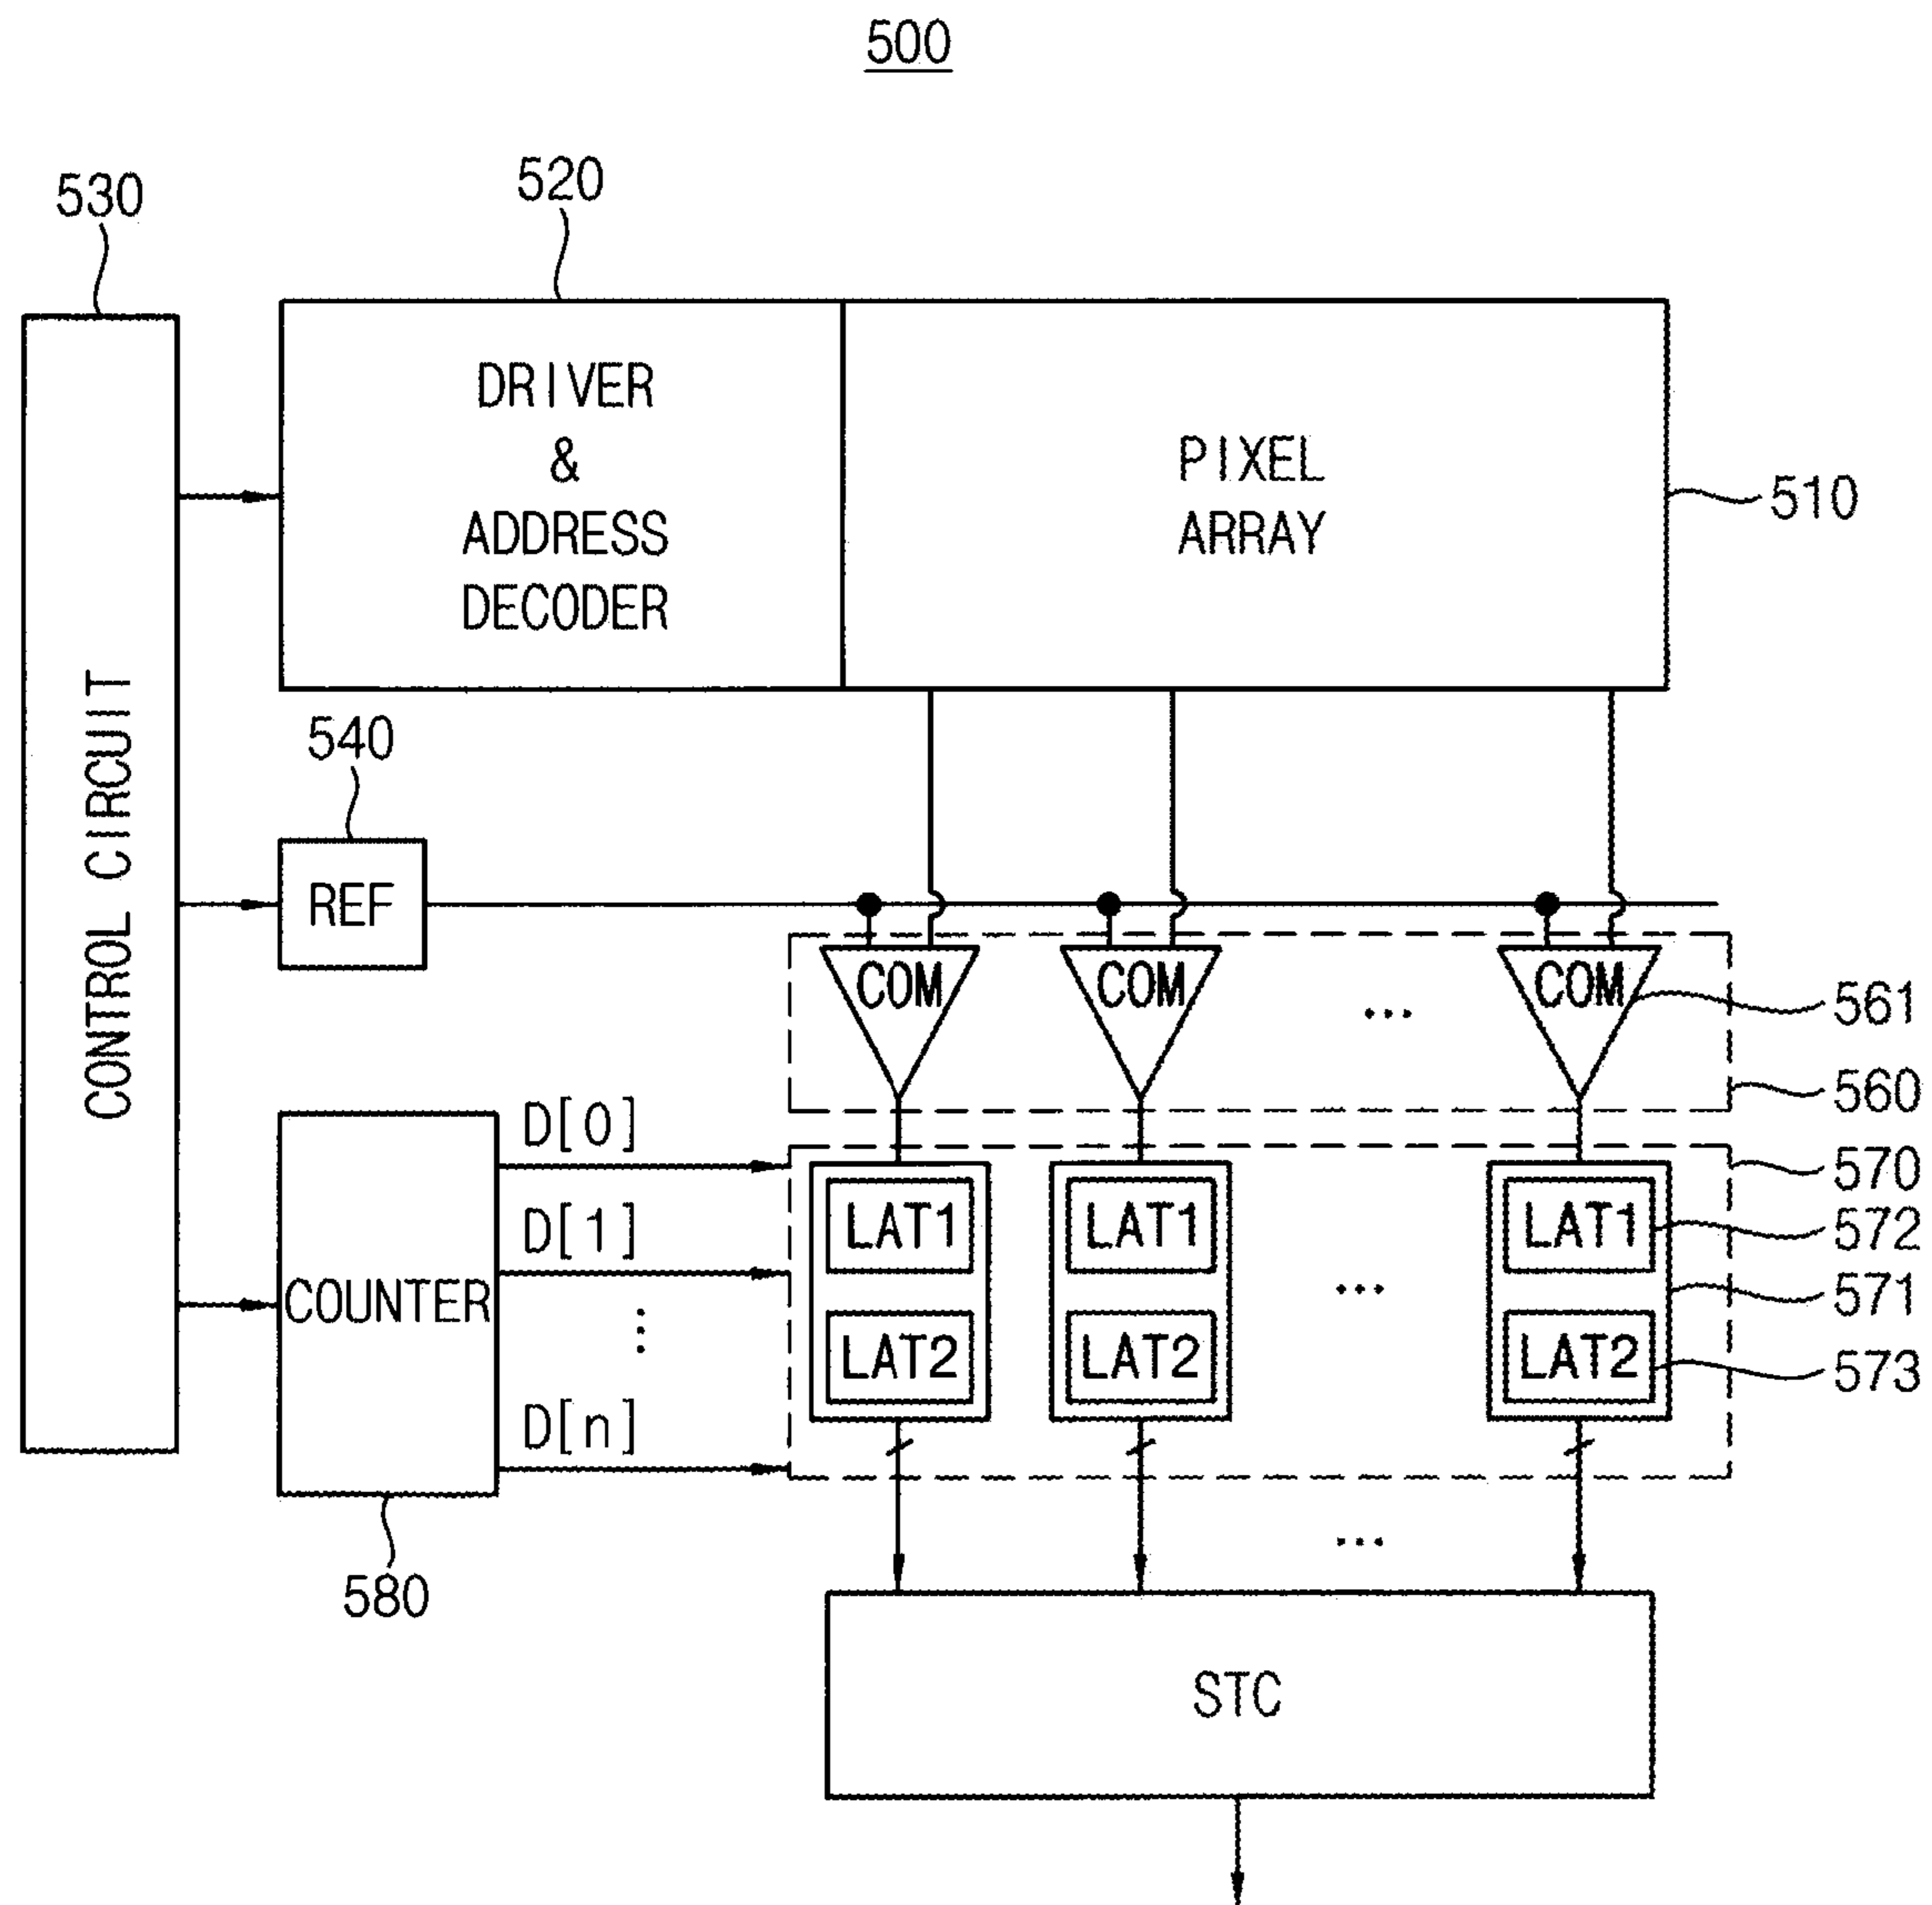 500
530
520
DRIVER
&
ADDRESS
DECODER
PIXEL
ARRAY
510
CONTROL CIRCUIT
540
REF
COM
COM
...
COM
561
560
COUNTER
D[0]
D[1]
⋮
D[n]
LAT1
LAT1
LAT1
...
LAT2
LAT2
LAT2
570
572
571
573
580
...
STC